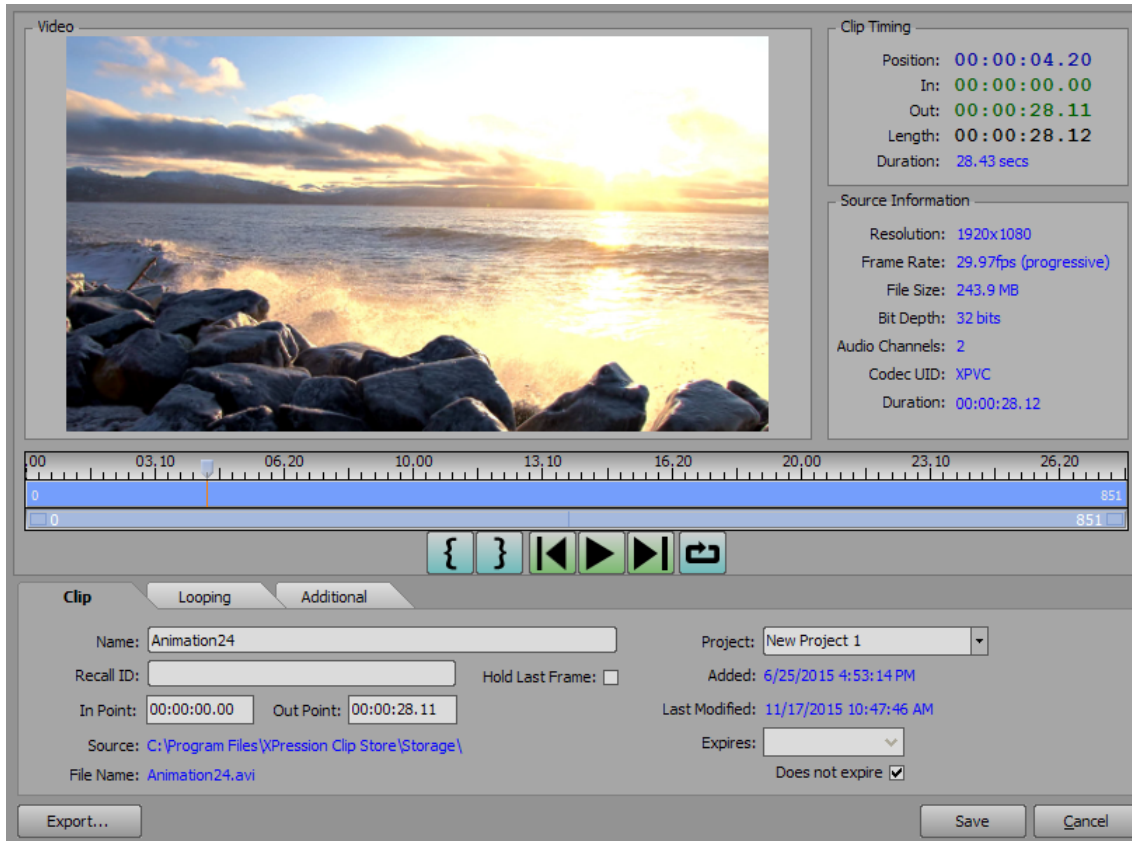 Video
Clip Timing
Position: 00:00:04.20
In: 00:00:00.00
Out: 00:00:28.11
Length: 00:00:28.12
Duration: 28.43 secs
Source Information
Resolution: 1920x1080
Frame Rate: 29.97fps (progressive)
File Size: 243.9 MB
Bit Depth: 32 bits
Audio Channels: 2
Codec UID: XPVC
Duration: 00:00:28.12
.00 03.10 06.20 10.00 13.10 16.20 20.00 23.10 26.20
0 851
0 851
{ }
Clip Looping Additional
Name: Animation24
Project: New Project 1
Recall ID:
Hold Last Frame:
Added: 6/25/2015 4:53:14 PM
In Point: 00:00:00.00 Out Point: 00:00:28.11
Last Modified: 11/17/2015 10:47:46 AM
Source: C:\Program Files\XPression Clip Store\Storage\
Expires:
File Name: Animation24.avi
Does not expire
Export... Save Cancel